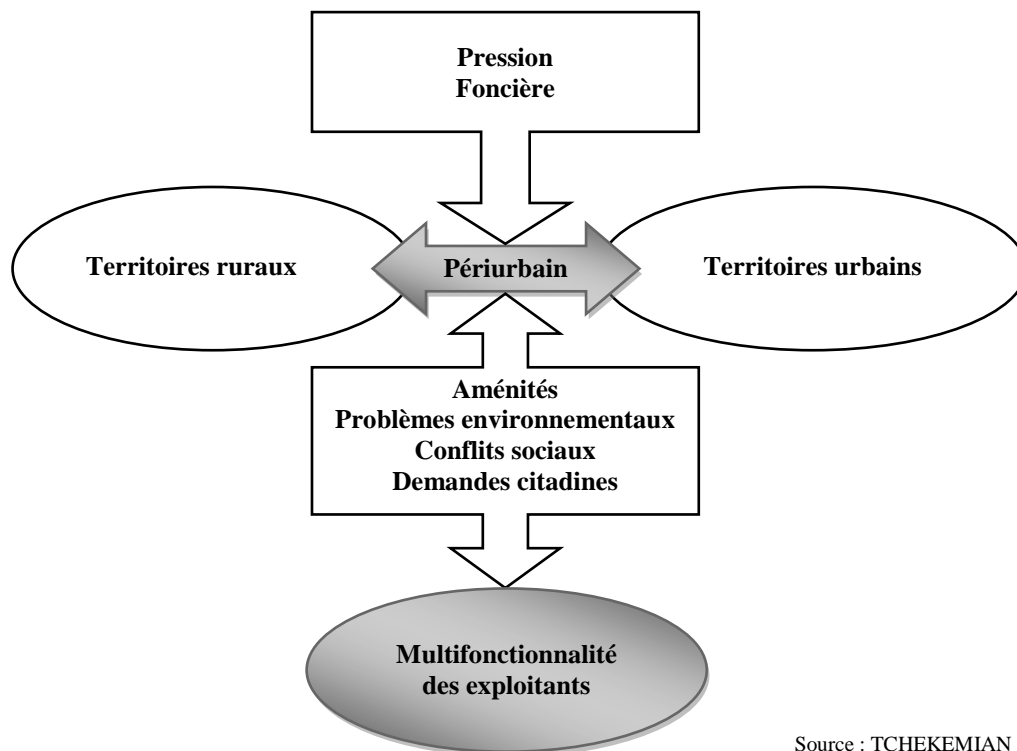 Pression
Foncière
Territoires ruraux
Périurbain
Territoires urbains
Aménités
Problèmes environnementaux
Conflits sociaux
Demandes citadines
Multifonctionnalité
des exploitants
Source : TCHEKEMIAN